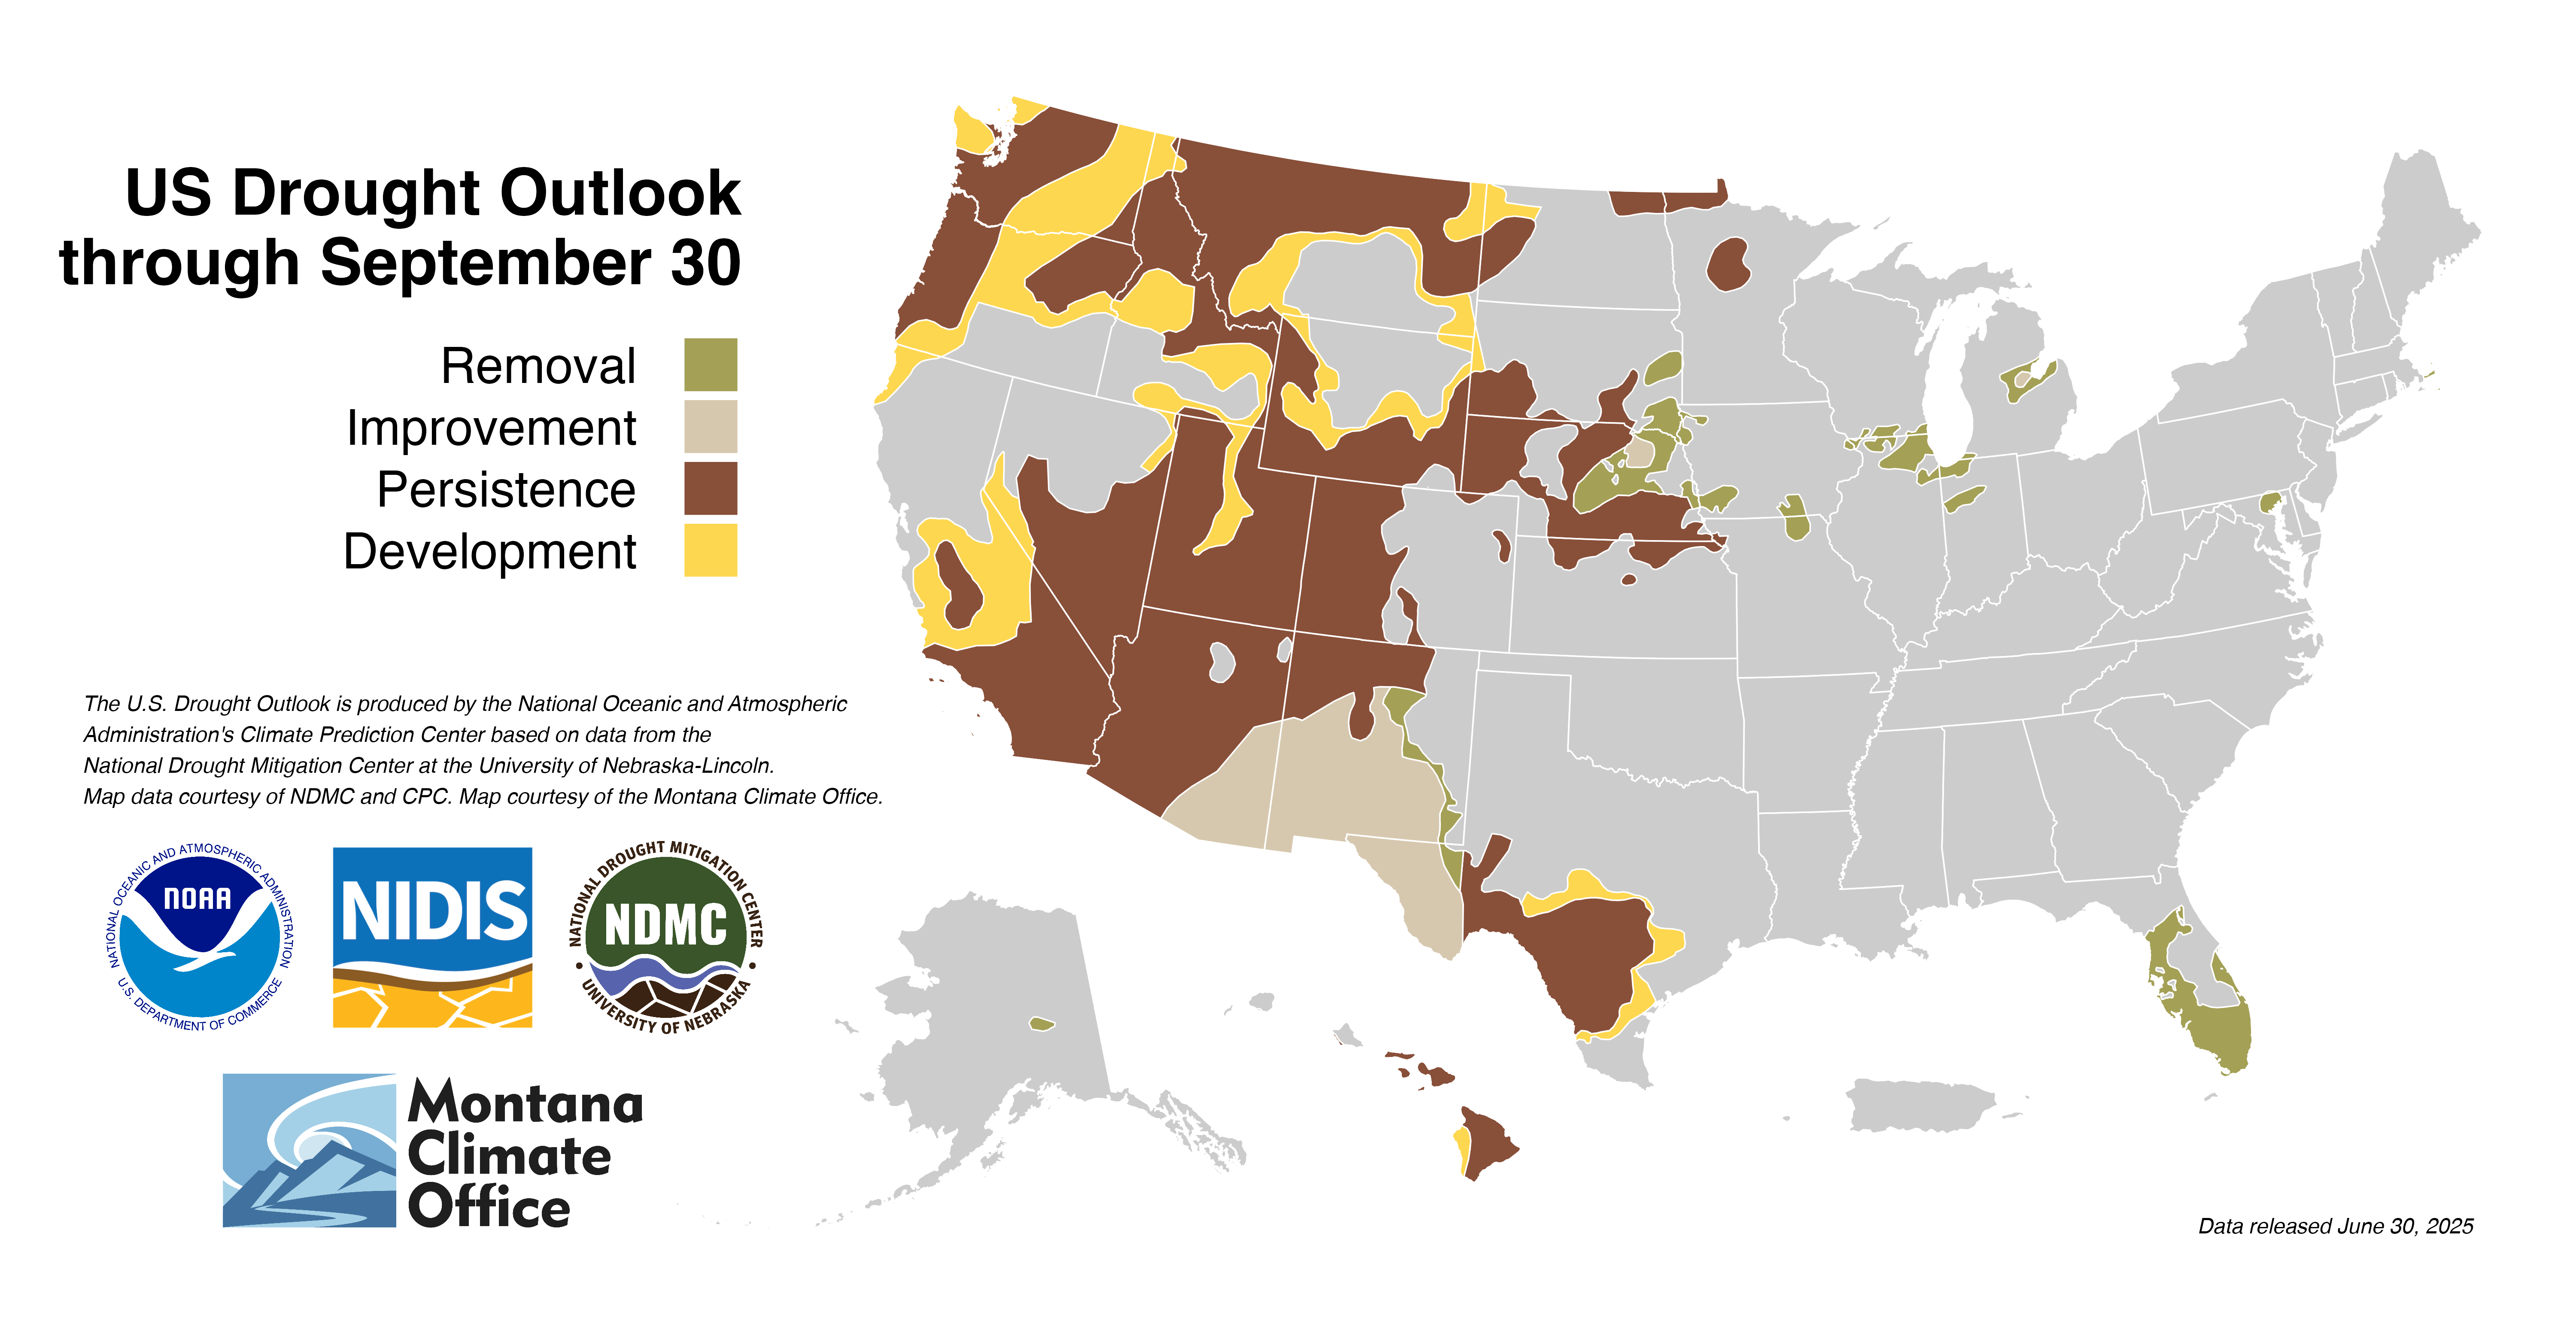 US Drought Outlook
through September 30
Removal
Improvement
Persistence
Development
The U.S. Drought Outlook is produced by the National Oceanic and Atmospheric
Administration's Climate Prediction Center based on data from the
National Drought Mitigation Center at the University of Nebraska-Lincoln.
Map data courtesy of NDMC and CPC. Map courtesy of the Montana Climate Office.
NATIONAL OCEANIC AND ATMOSPHERIC ADMINISTRATION
NOAA
U.S. DEPARTMENT OF COMMERCE
NIDIS
NATIONAL DROUGHT MITIGATION CENTER
NDMC
UNIVERSITY OF NEBRASKA
Montana
Climate
Office
Data released June 30, 2025